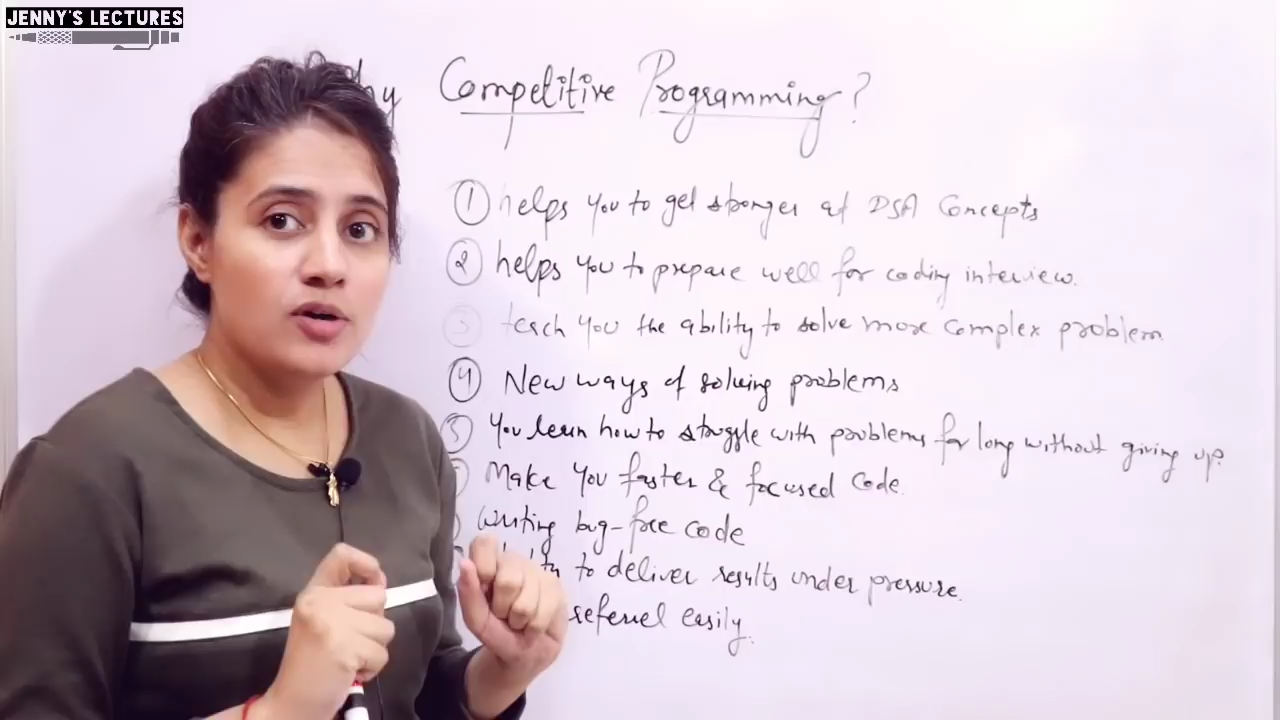 JENNY'S LECTURES
Competitive Programming?
① helps you to get stronger at DSA Concepts
② helps you to prepare well for coding interview.
③ teach you the ability to solve more complex problem.
④ New ways of solving problems
⑤ You learn how to struggle with problems for long without giving up?
Make you faster & focused code.
Writing bug-free code
to deliver results under pressure.
referrel easily.